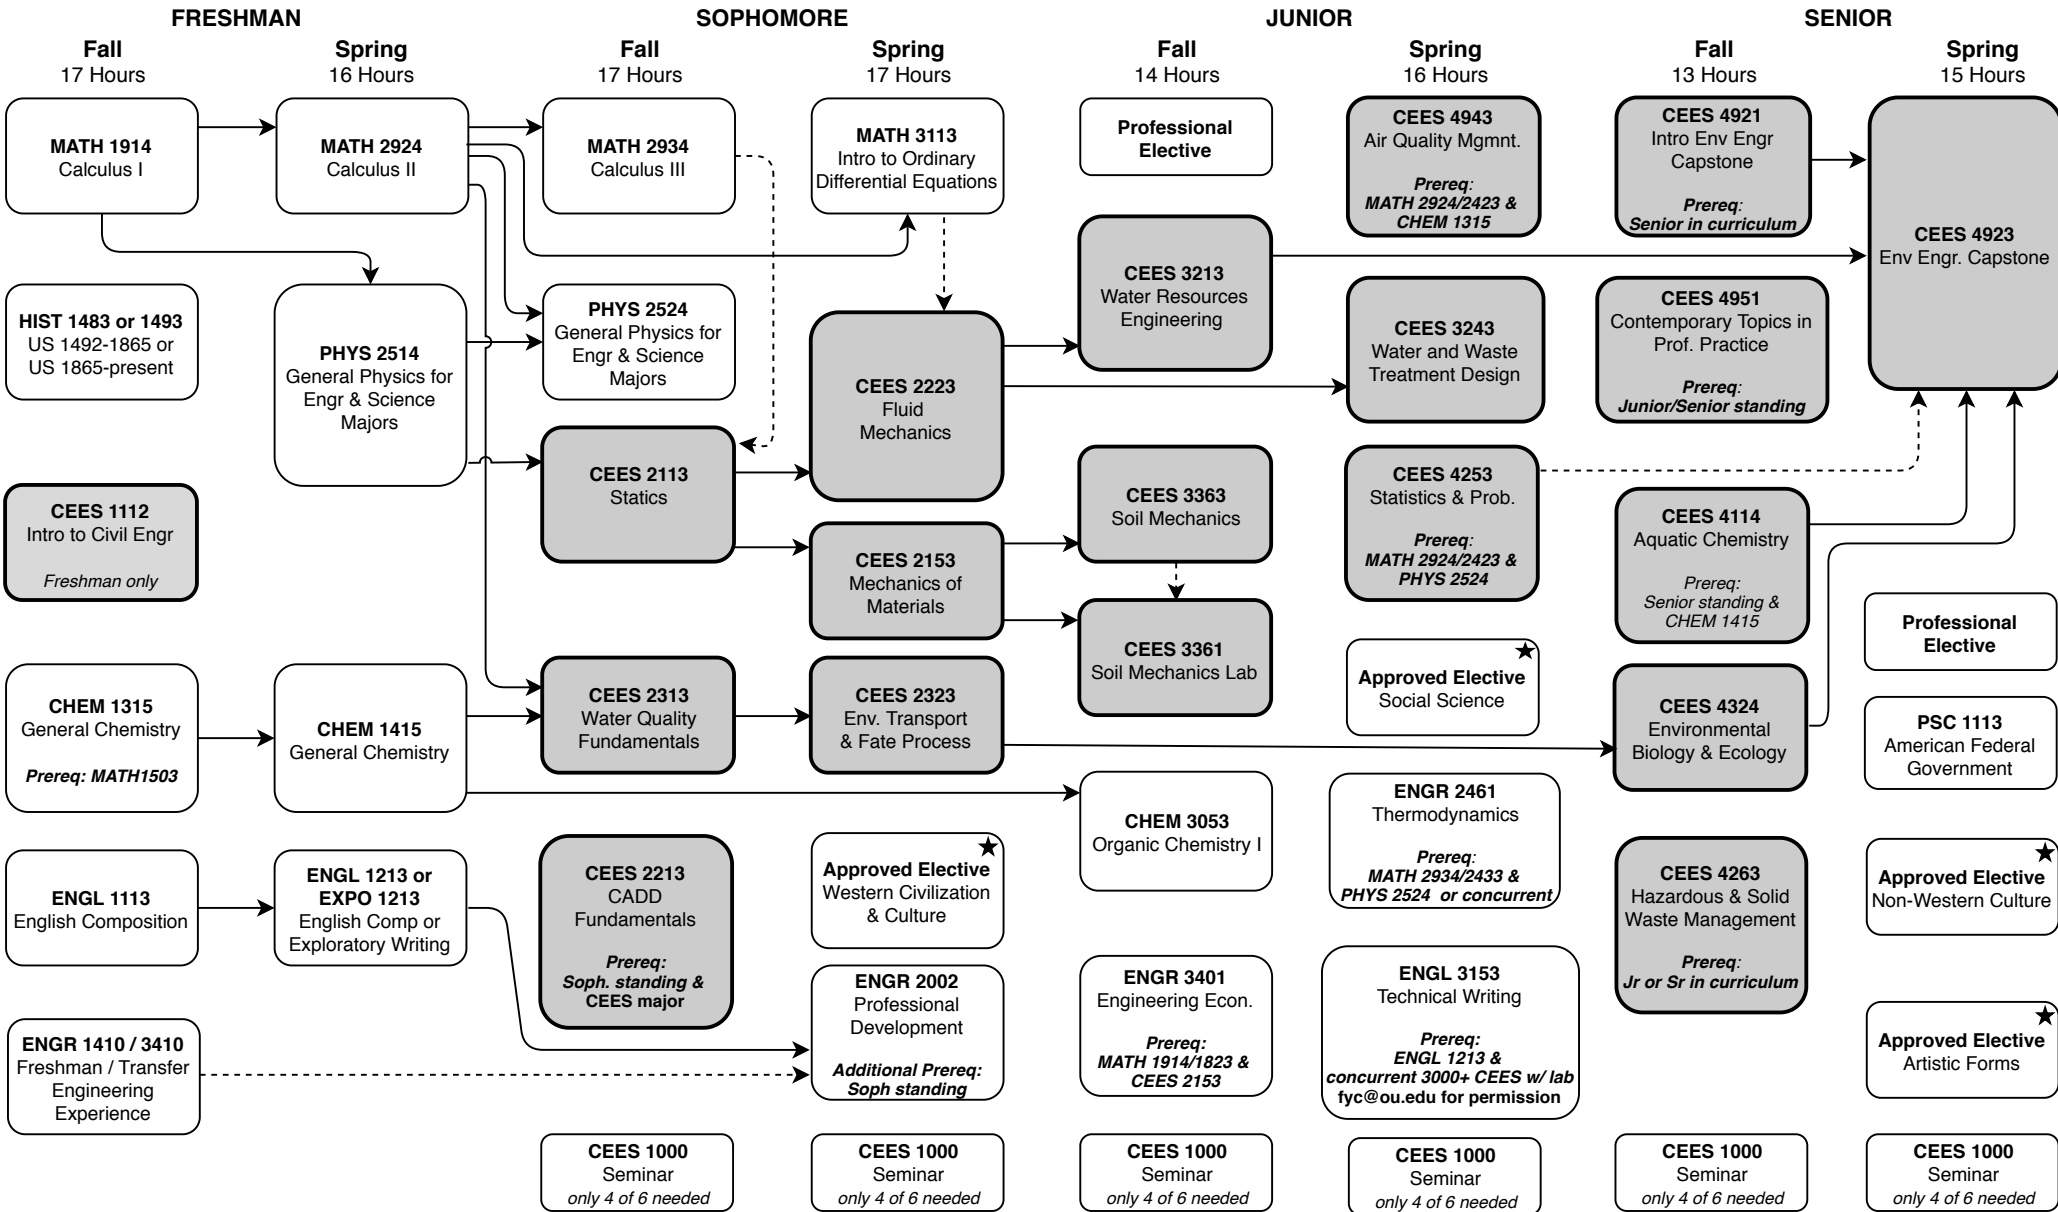 FRESHMAN
SOPHOMORE
JUNIOR
SENIOR
Fall
17 Hours
Spring
16 Hours
Fall
17 Hours
Spring
17 Hours
Fall
14 Hours
Spring
16 Hours
Fall
13 Hours
Spring
15 Hours
MATH 1914
Calculus I
HIST 1483 or 1493
US 1492-1865 or
US 1865-present
CEES 1112
Intro to Civil Engr
Freshman only
CHEM 1315
General Chemistry
Prereq: MATH1503
ENGL 1113
English Composition
ENGR 1410 / 3410
Freshman / Transfer
Engineering
Experience
MATH 2924
Calculus II
PHYS 2514
General Physics for
Engr & Science
Majors
CHEM 1415
General Chemistry
ENGL 1213 or
EXPO 1213
English Comp or
Exploratory Writing
MATH 2934
Calculus III
PHYS 2524
General Physics for
Engr & Science
Majors
CEES 2113
Statics
CEES 2313
Water Quality
Fundamentals
CEES 2213
CADD
Fundamentals
Prereq:
Soph. standing &
CEES major
CEES 1000
Seminar
only 4 of 6 needed
MATH 3113
Intro to Ordinary
Differential Equations
CEES 2223
Fluid
Mechanics
CEES 2153
Mechanics of
Materials
CEES 2323
Env. Transport
& Fate Process
Approved Elective
Western Civilization
& Culture
ENGR 2002
Professional
Development
Additional Prereq:
Soph standing
CEES 1000
Seminar
only 4 of 6 needed
Professional
Elective
CEES 3213
Water Resources
Engineering
CEES 3363
Soil Mechanics
CEES 3361
Soil Mechanics Lab
CHEM 3053
Organic Chemistry I
ENGR 3401
Engineering Econ.
Prereq:
MATH 1914/1823 &
CEES 2153
CEES 1000
Seminar
only 4 of 6 needed
CEES 4943
Air Quality Mgmnt.
Prereq:
MATH 2924/2423 &
CHEM 1315
CEES 3243
Water and Waste
Treatment Design
CEES 4253
Statistics & Prob.
Prereq:
MATH 2924/2423 &
PHYS 2524
Approved Elective
Social Science
ENGR 2461
Thermodynamics
Prereq:
MATH 2934/2433 &
PHYS 2524 or concurrent
ENGL 3153
Technical Writing
Prereq:
ENGL 1213 &
concurrent 3000+ CEES w/ lab
fyc@ou.edu for permission
CEES 1000
Seminar
only 4 of 6 needed
CEES 4921
Intro Env Engr
Capstone
Prereq:
Senior in curriculum
CEES 4951
Contemporary Topics in
Prof. Practice
Prereq:
Junior/Senior standing
CEES 4114
Aquatic Chemistry
Prereq:
Senior standing &
CHEM 1415
CEES 4324
Environmental
Biology & Ecology
CEES 4263
Hazardous & Solid
Waste Management
Prereq:
Jr or Sr in curriculum
CEES 1000
Seminar
only 4 of 6 needed
CEES 4923
Env Engr. Capstone
Professional
Elective
PSC 1113
American Federal
Government
Approved Elective
Non-Western Culture
Approved Elective
Artistic Forms
CEES 1000
Seminar
only 4 of 6 needed